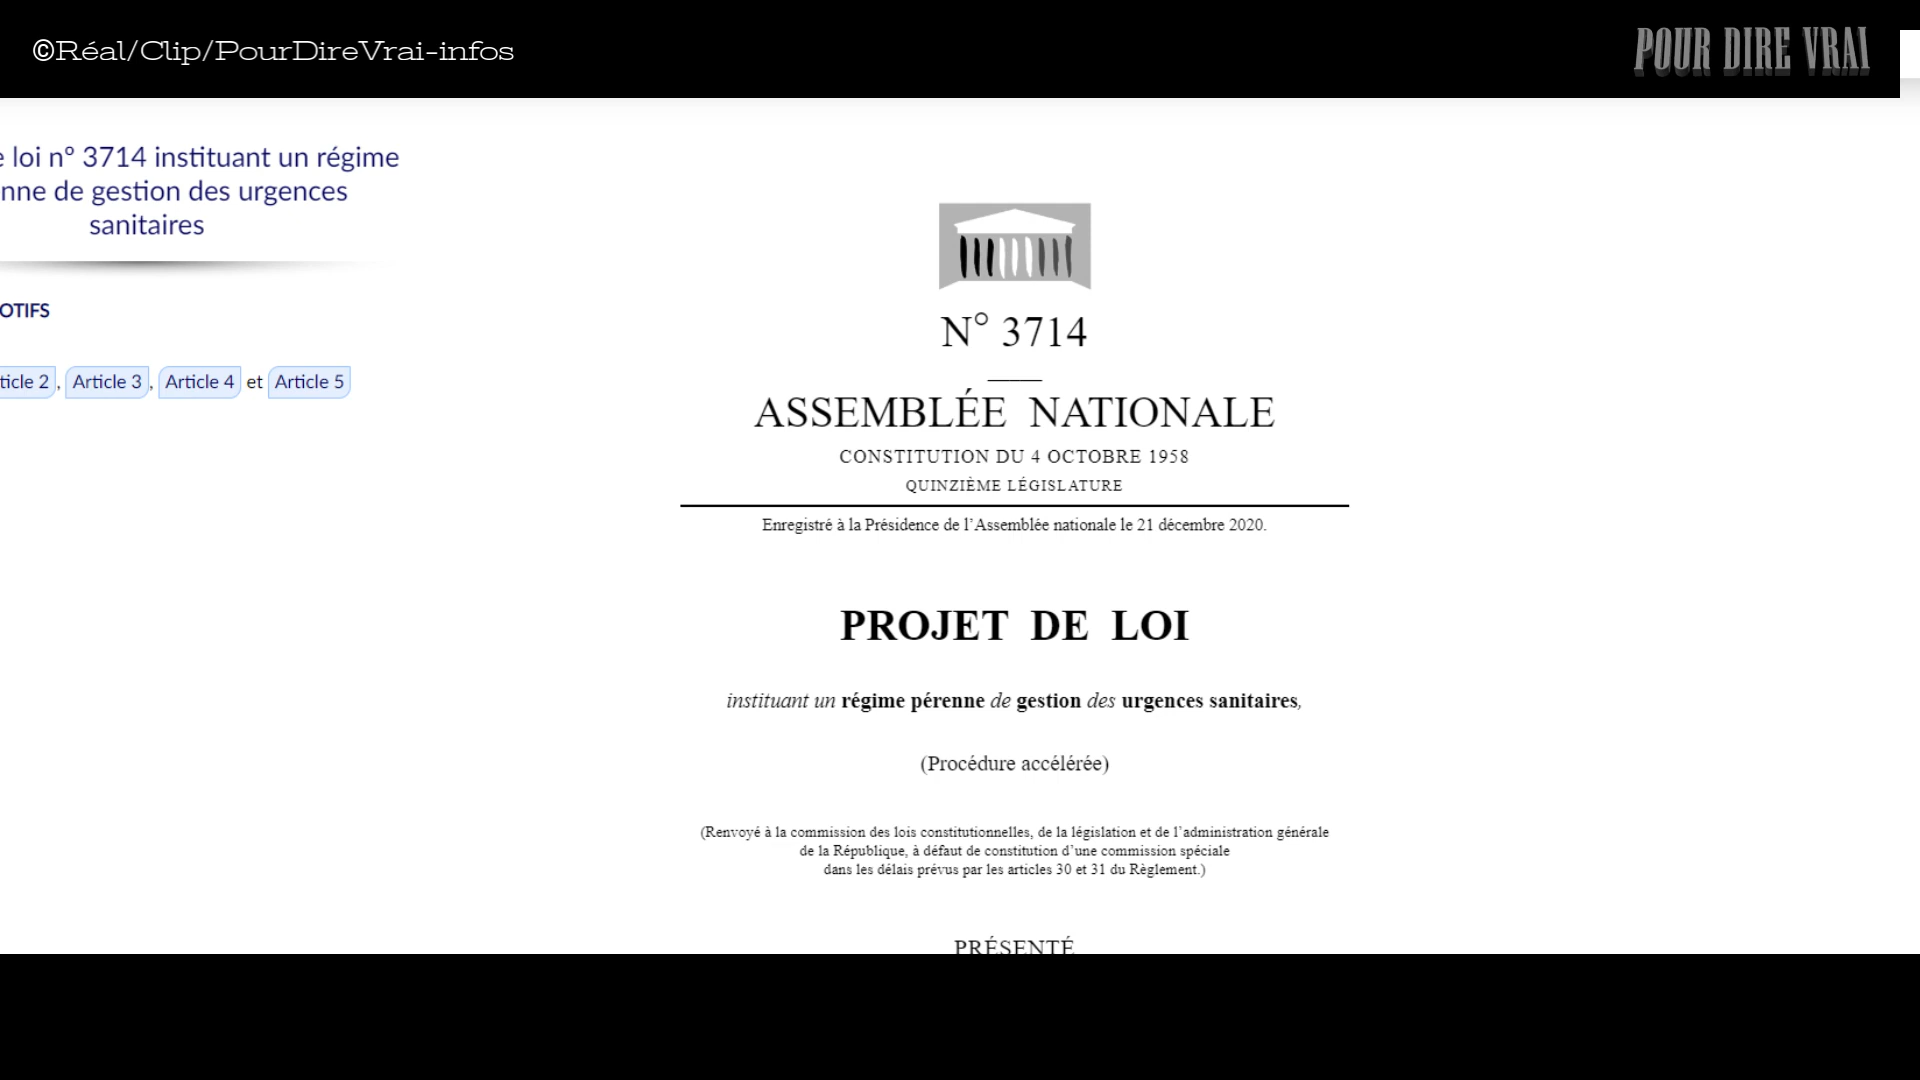 ©Réal/Clip/PourDireVrai-infos
POUR DIRE VRAI
loi n° 3714 instituant un régime
de gestion des urgences
sanitaires
Article 3, Article 4 et Article 5
N° 3714
ASSEMBLÉE NATIONALE
CONSTITUTION DU 4 OCTOBRE 1958
QUINZIÈME LÉGISLATURE
Enregistré à la Présidence de l’Assemblée nationale le 21 décembre 2020.
PROJET DE LOI
instituant un régime pérenne de gestion des urgences sanitaires,
(Procédure accélérée)
(Renvoyé à la commission des lois constitutionnelles, de la législation et de l’administration générale
de la République, à défaut de constitution d’une commission spéciale
dans les délais prévus par les articles 30 et 31 du Règlement.)
PRÉSENTÉ